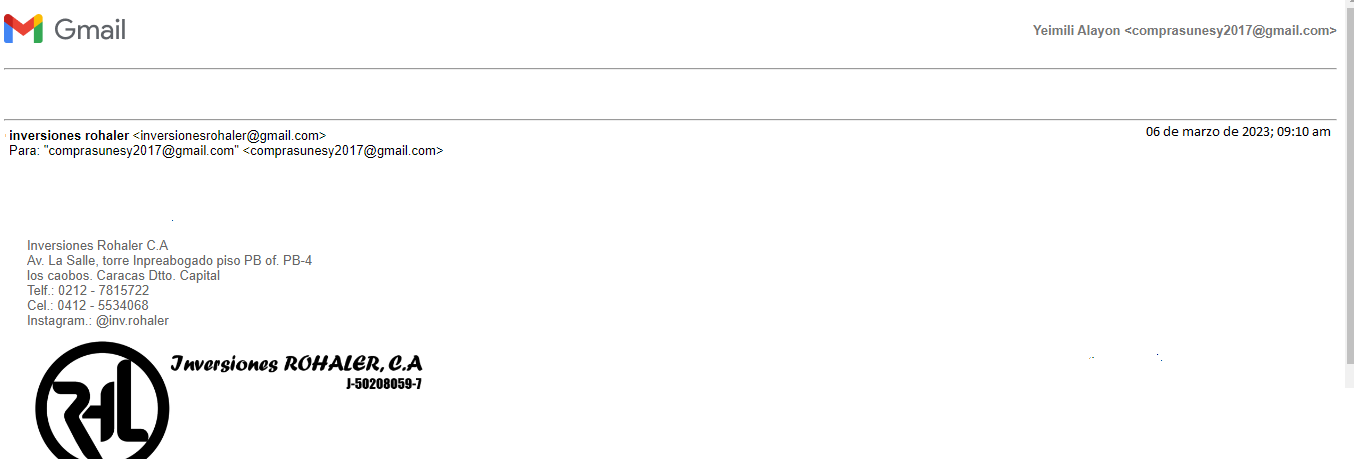 Gmail
Yeimili Alayon <comprasunesy2017@gmail.com>
inversiones rohaler <inversionesrohaler@gmail.com>
06 de marzo de 2023; 09:10 am
Para: "comprasunesy2017@gmail.com" <comprasunesy2017@gmail.com>
Inversiones Rohaler C.A
Av. La Salle, torre Inpreabogado piso PB of. PB-4
los caobos. Caracas Dtto. Capital
Telf.: 0212 - 7815722
Cel.: 0412 - 5534068
Instagram.: @inv.rohaler
Inversiones ROHALER, C.A
J-50208059-7
RHL